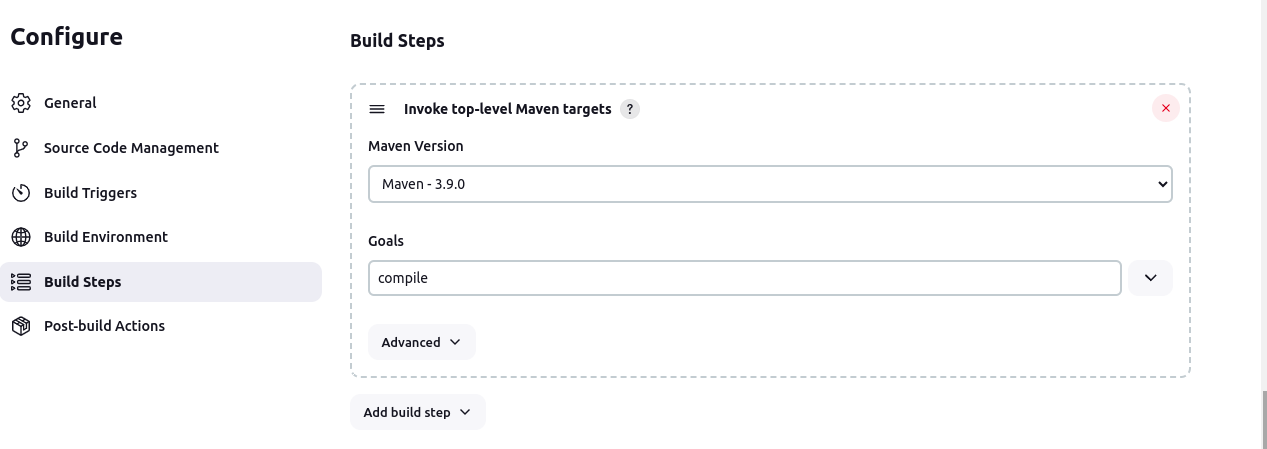 Configure
General
Source Code Management
Build Triggers
Build Environment
Build Steps
Post-build Actions
Build Steps
Invoke top-level Maven targets ?
Maven Version
Maven - 3.9.0
Goals
compile
Advanced
Add build step